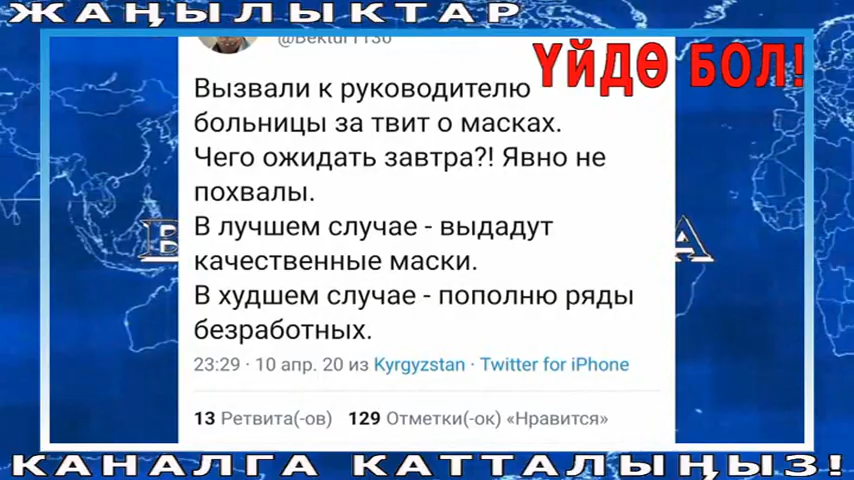 ЖАҢЫЛЫКТАР
ҮЙДӨ БОЛ!
Вызвали к руководителю
больницы за твит о масках.
Чего ожидать завтра?! Явно не
похвалы.
В лучшем случае - выдадут
качественные маски.
В худшем случае - пополню ряды
безработных.
23:29 · 10 апр. 20 из Kyrgyzstan · Twitter for iPhone
13 Ретвита(-ов) 129 Отметки(-ок) «Нравится»
КАНАЛГА КАТТАЛЫҢЫЗ!